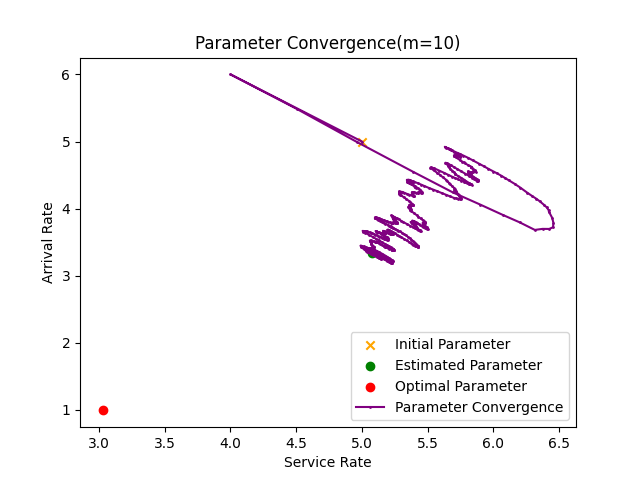 Parameter Convergence(m=10)
Arrival Rate
6
5
4
3
2
1
Initial Parameter
Estimated Parameter
Optimal Parameter
Parameter Convergence
3.0 3.5 4.0 4.5 5.0 5.5 6.0 6.5
Service Rate